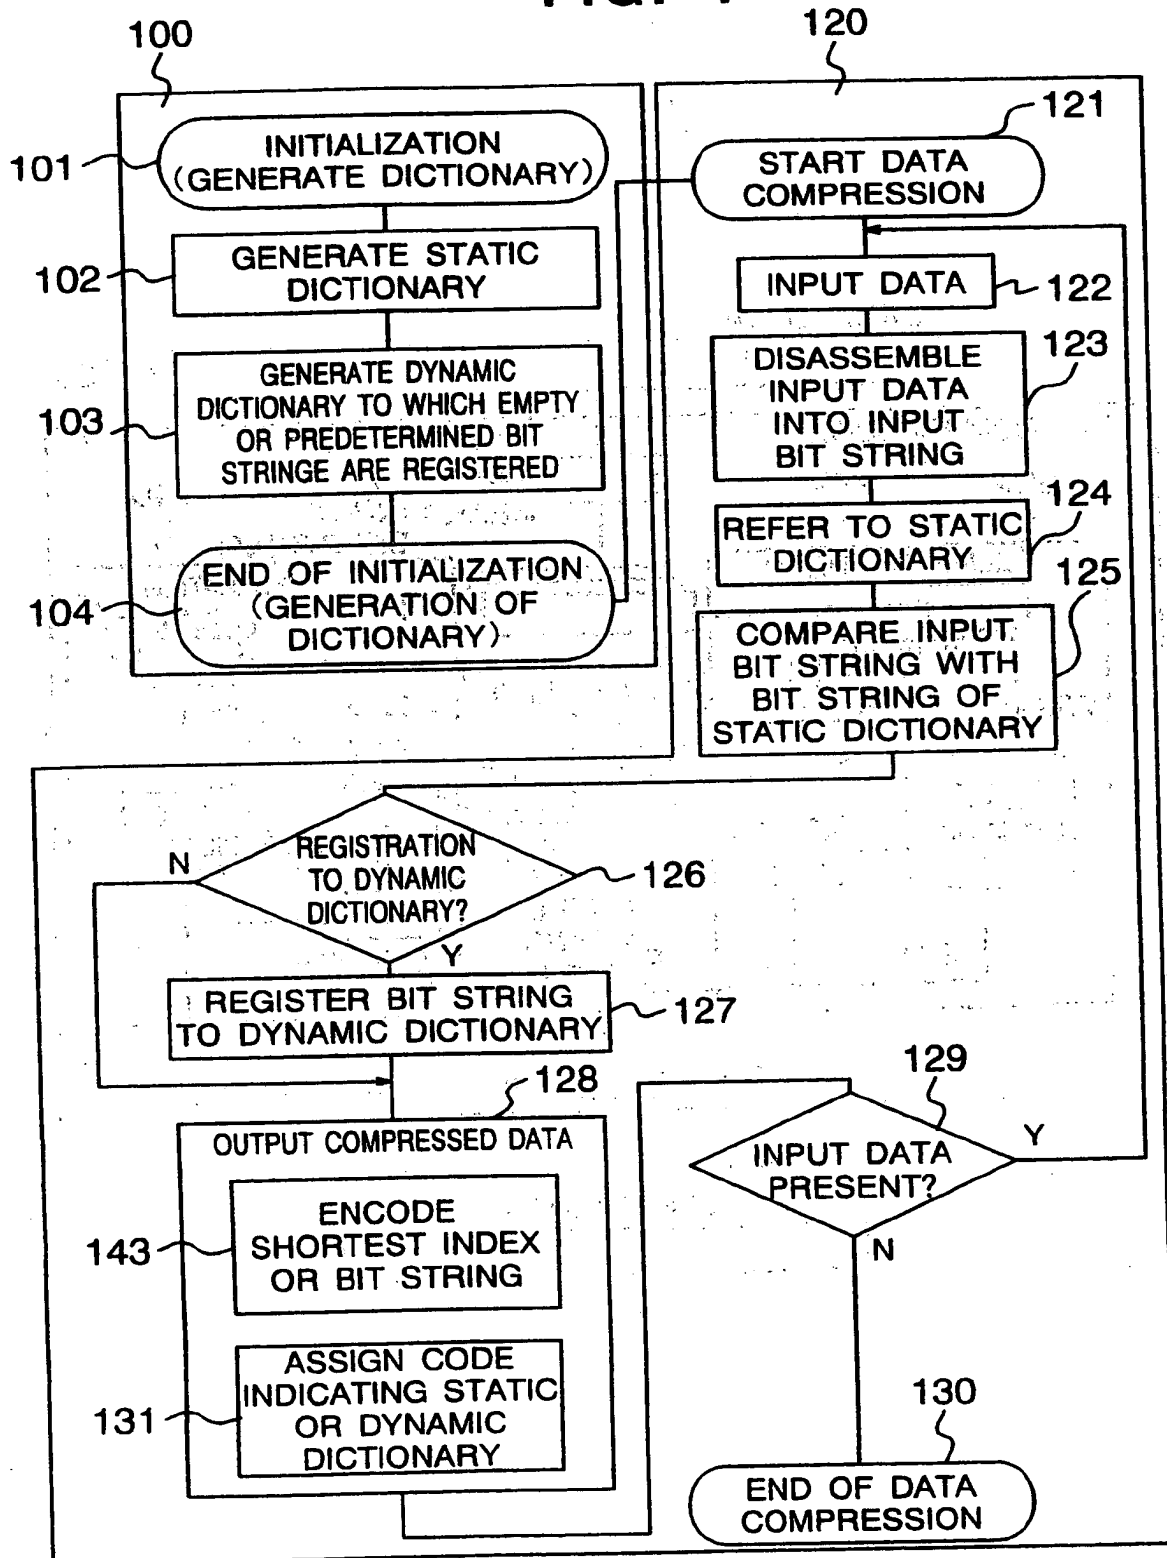 100
120
101
INITIALIZATION
(GENERATE DICTIONARY)
102
GENERATE STATIC
DICTIONARY
103
GENERATE DYNAMIC
DICTIONARY TO WHICH EMPTY
OR PREDETERMINED BIT
STRINGE ARE REGISTERED
104
END OF INITIALIZATION
(GENERATION OF
DICTIONARY)
121
START DATA
COMPRESSION
INPUT DATA
122
DISASSEMBLE
INPUT DATA
INTO INPUT
BIT STRING
123
REFER TO STATIC
DICTIONARY
124
125
COMPARE INPUT
BIT STRING WITH
BIT STRING OF
STATIC DICTIONARY
N
REGISTRATION
TO DYNAMIC
DICTIONARY?
126
Y
REGISTER BIT STRING
TO DYNAMIC DICTIONARY
127
128
OUTPUT COMPRESSED DATA
143
ENCODE
SHORTEST INDEX
OR BIT STRING
131
ASSIGN CODE
INDICATING STATIC
OR DYNAMIC
DICTIONARY
129
INPUT DATA
PRESENT?
Y
N
130
END OF DATA
COMPRESSION